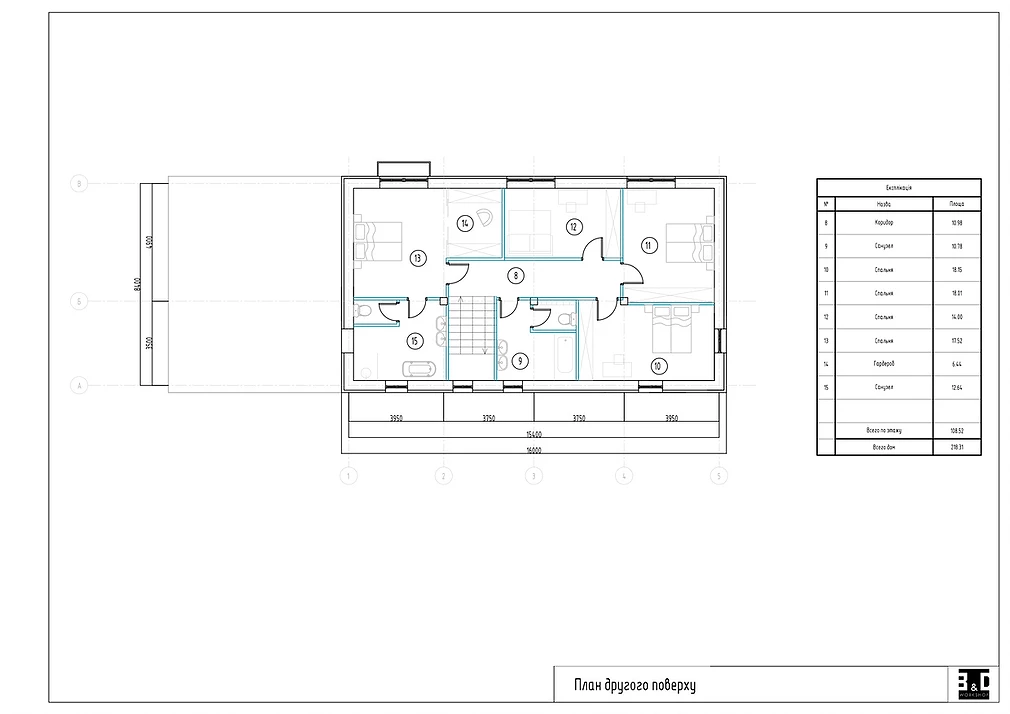 В
Б
А
4900
8400
3500
14
12
11
13
8
15
9
10
3950
3750
3750
3950
15400
16000
1
2
3
4
5
Експлікація
№ Назва Площа
8 Коридор 10.98
9 Санузел 10.78
10 Спальня 18.15
11 Спальня 18.01
12 Спальня 14.00
13 Спальня 17.52
14 Гардероб 6.44
15 Санузел 12.64
Всего по этажу 108.52
Всего дом 218.31
План другого поверху
B&D
WORKSHOP